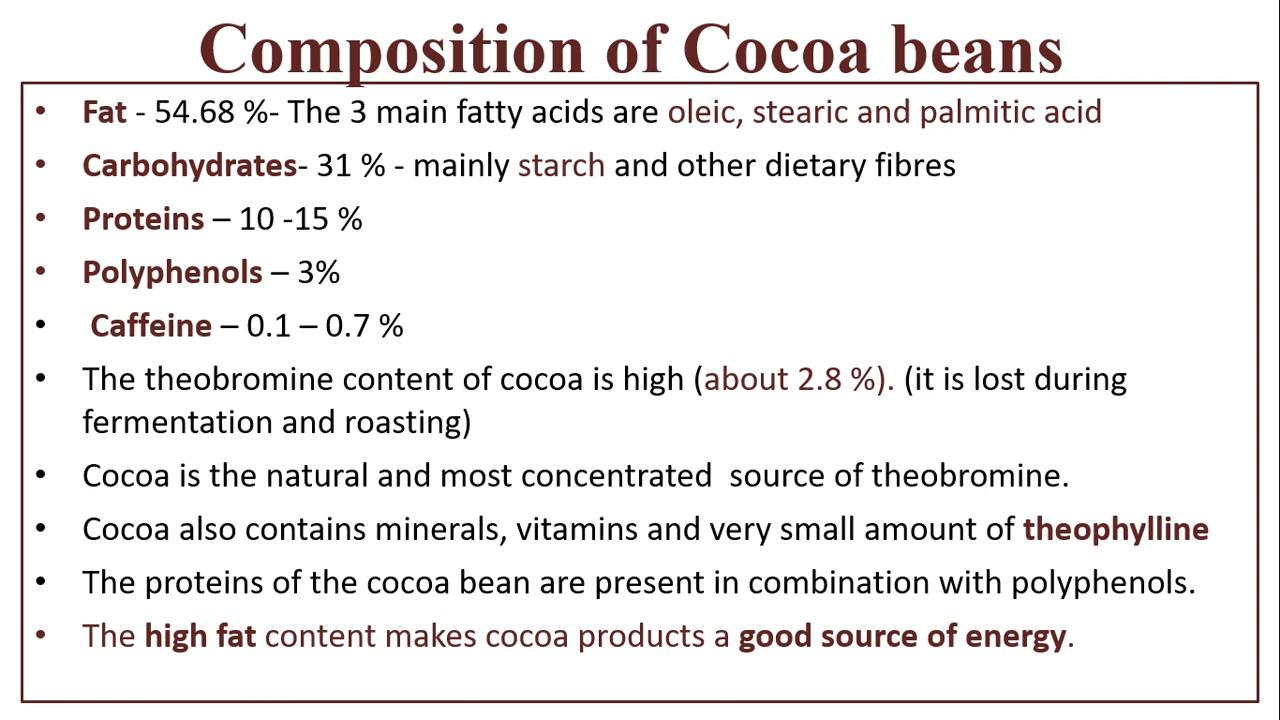 Composition of Cocoa beans
• Fat - 54.68 %- The 3 main fatty acids are oleic, stearic and palmitic acid
• Carbohydrates- 31 % - mainly starch and other dietary fibres
• Proteins – 10 -15 %
• Polyphenols – 3%
• Caffeine – 0.1 – 0.7 %
• The theobromine content of cocoa is high (about 2.8 %). (it is lost during
fermentation and roasting)
• Cocoa is the natural and most concentrated source of theobromine.
• Cocoa also contains minerals, vitamins and very small amount of theophylline
• The proteins of the cocoa bean are present in combination with polyphenols.
• The high fat content makes cocoa products a good source of energy.